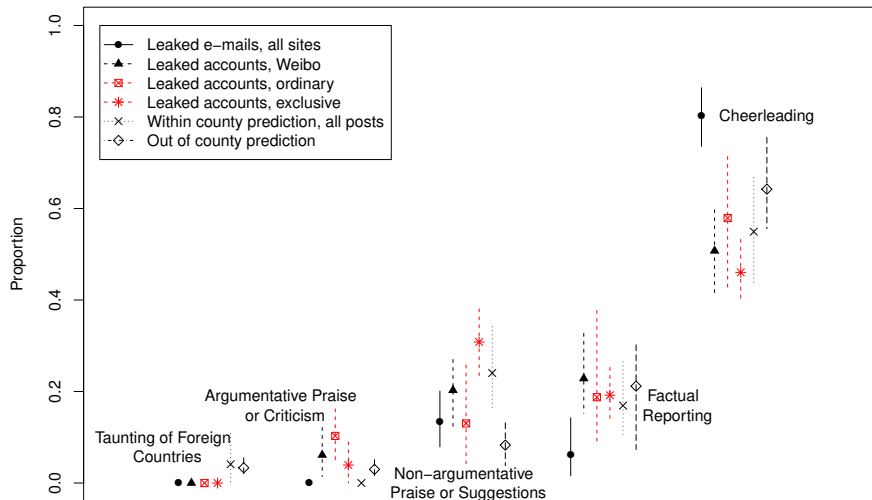 1.0
0.8
0.6
0.4
0.2
0.0
Proportion
Leaked e−mails, all sites
Leaked accounts, Weibo
Leaked accounts, ordinary
Leaked accounts, exclusive
Within county prediction, all posts
Out of county prediction
Cheerleading
Argumentative Praise
or Criticism
Factual
Reporting
Taunting of Foreign
Countries
Non−argumentative
Praise or Suggestions